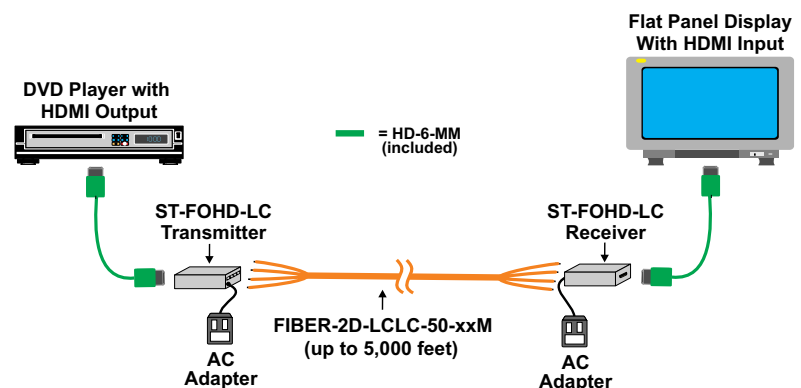 Flat Panel Display
With HDMI Input
DVD Player with
HDMI Output
= HD-6-MM
(included)
ST-FOHD-LC
Transmitter
ST-FOHD-LC
Receiver
FIBER-2D-LCLC-50-xxM
(up to 5,000 feet)
AC
Adapter
AC
Adapter